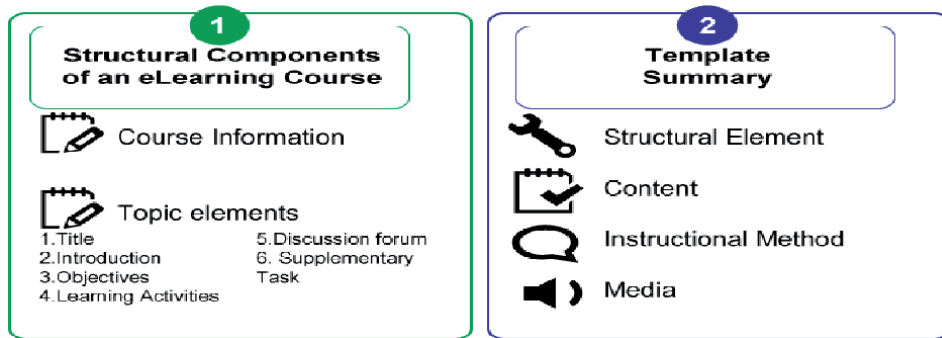 1
Structural Components
of an eLearning Course
Course Information
Topic elements
1.Title
2.Introduction
3.Objectives
4.Learning Activities
5.Discussion forum
6. Supplementary
Task
2
Template
Summary
Structural Element
Content
Instructional Method
Media